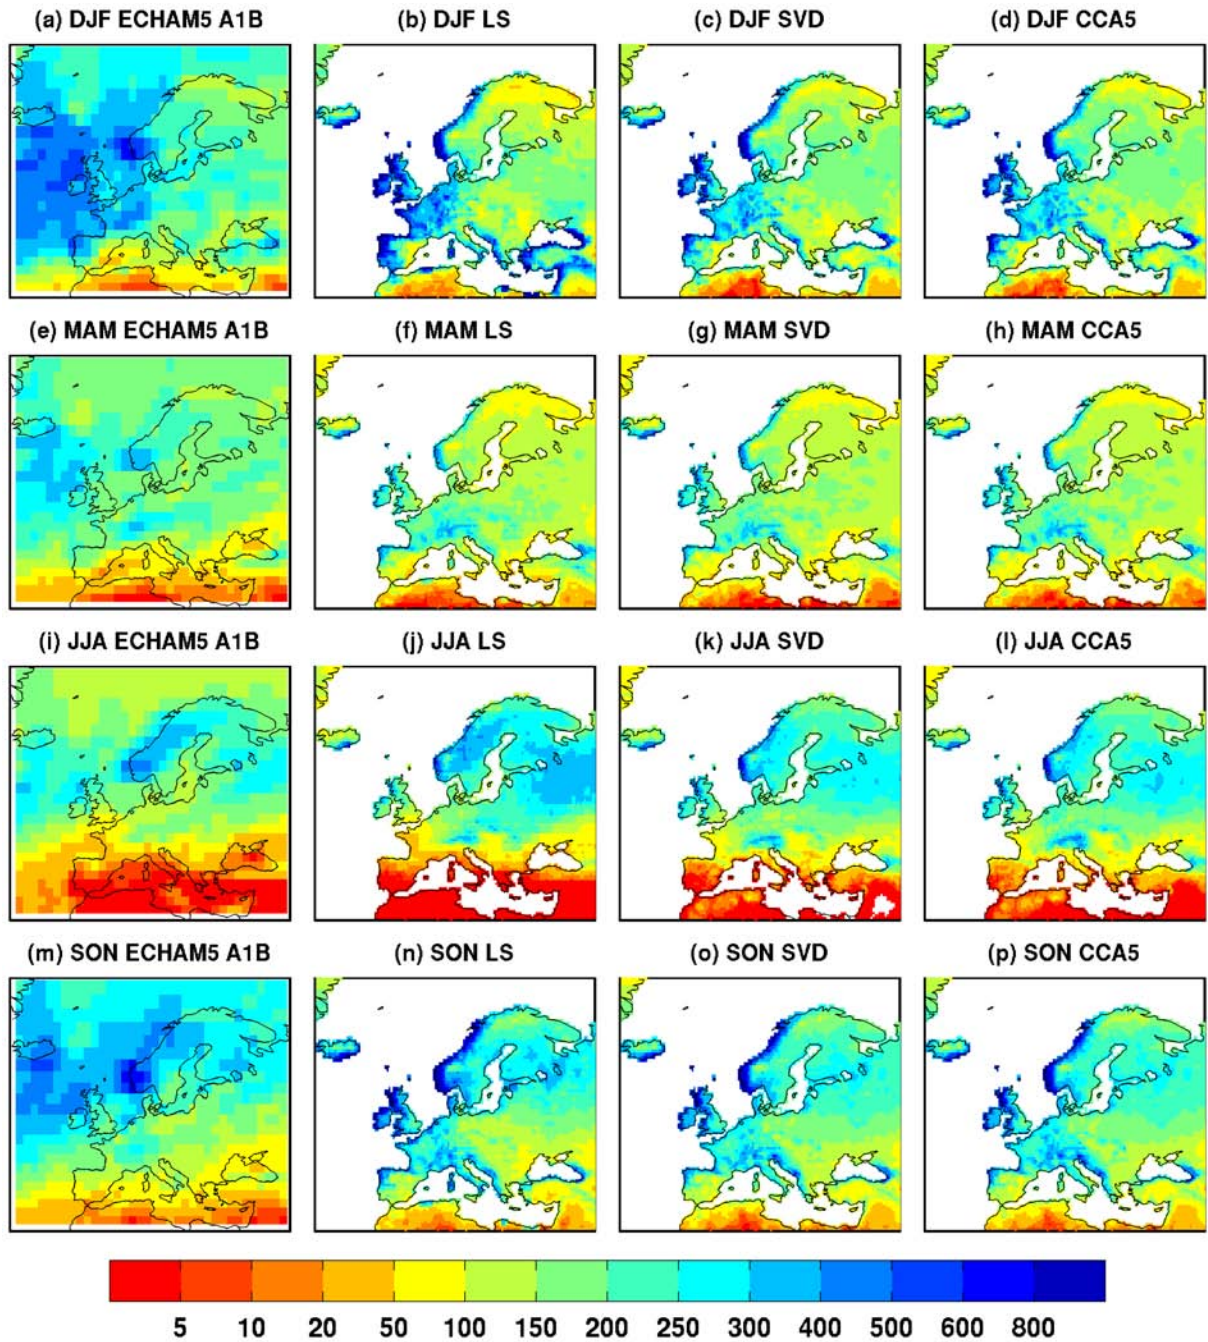 (a) DJF ECHAM5 A1B (b) DJF LS (c) DJF SVD (d) DJF CCA5
(e) MAM ECHAM5 A1B (f) MAM LS (g) MAM SVD (h) MAM CCA5
(i) JJA ECHAM5 A1B (j) JJA LS (k) JJA SVD (l) JJA CCA5
(m) SON ECHAM5 A1B (n) SON LS (o) SON SVD (p) SON CCA5
5 10 20 50 100 150 200 250 300 400 500 600 800